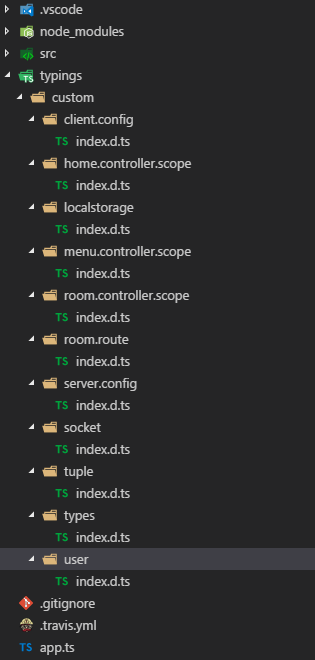 .vscode
node_modules
src
typings
custom
client.config
TS index.d.ts
home.controller.scope
TS index.d.ts
localstorage
TS index.d.ts
menu.controller.scope
TS index.d.ts
room.controller.scope
TS index.d.ts
room.route
TS index.d.ts
server.config
TS index.d.ts
socket
TS index.d.ts
tuple
TS index.d.ts
types
TS index.d.ts
user
TS index.d.ts
.gitignore
.travis.yml
TS app.ts